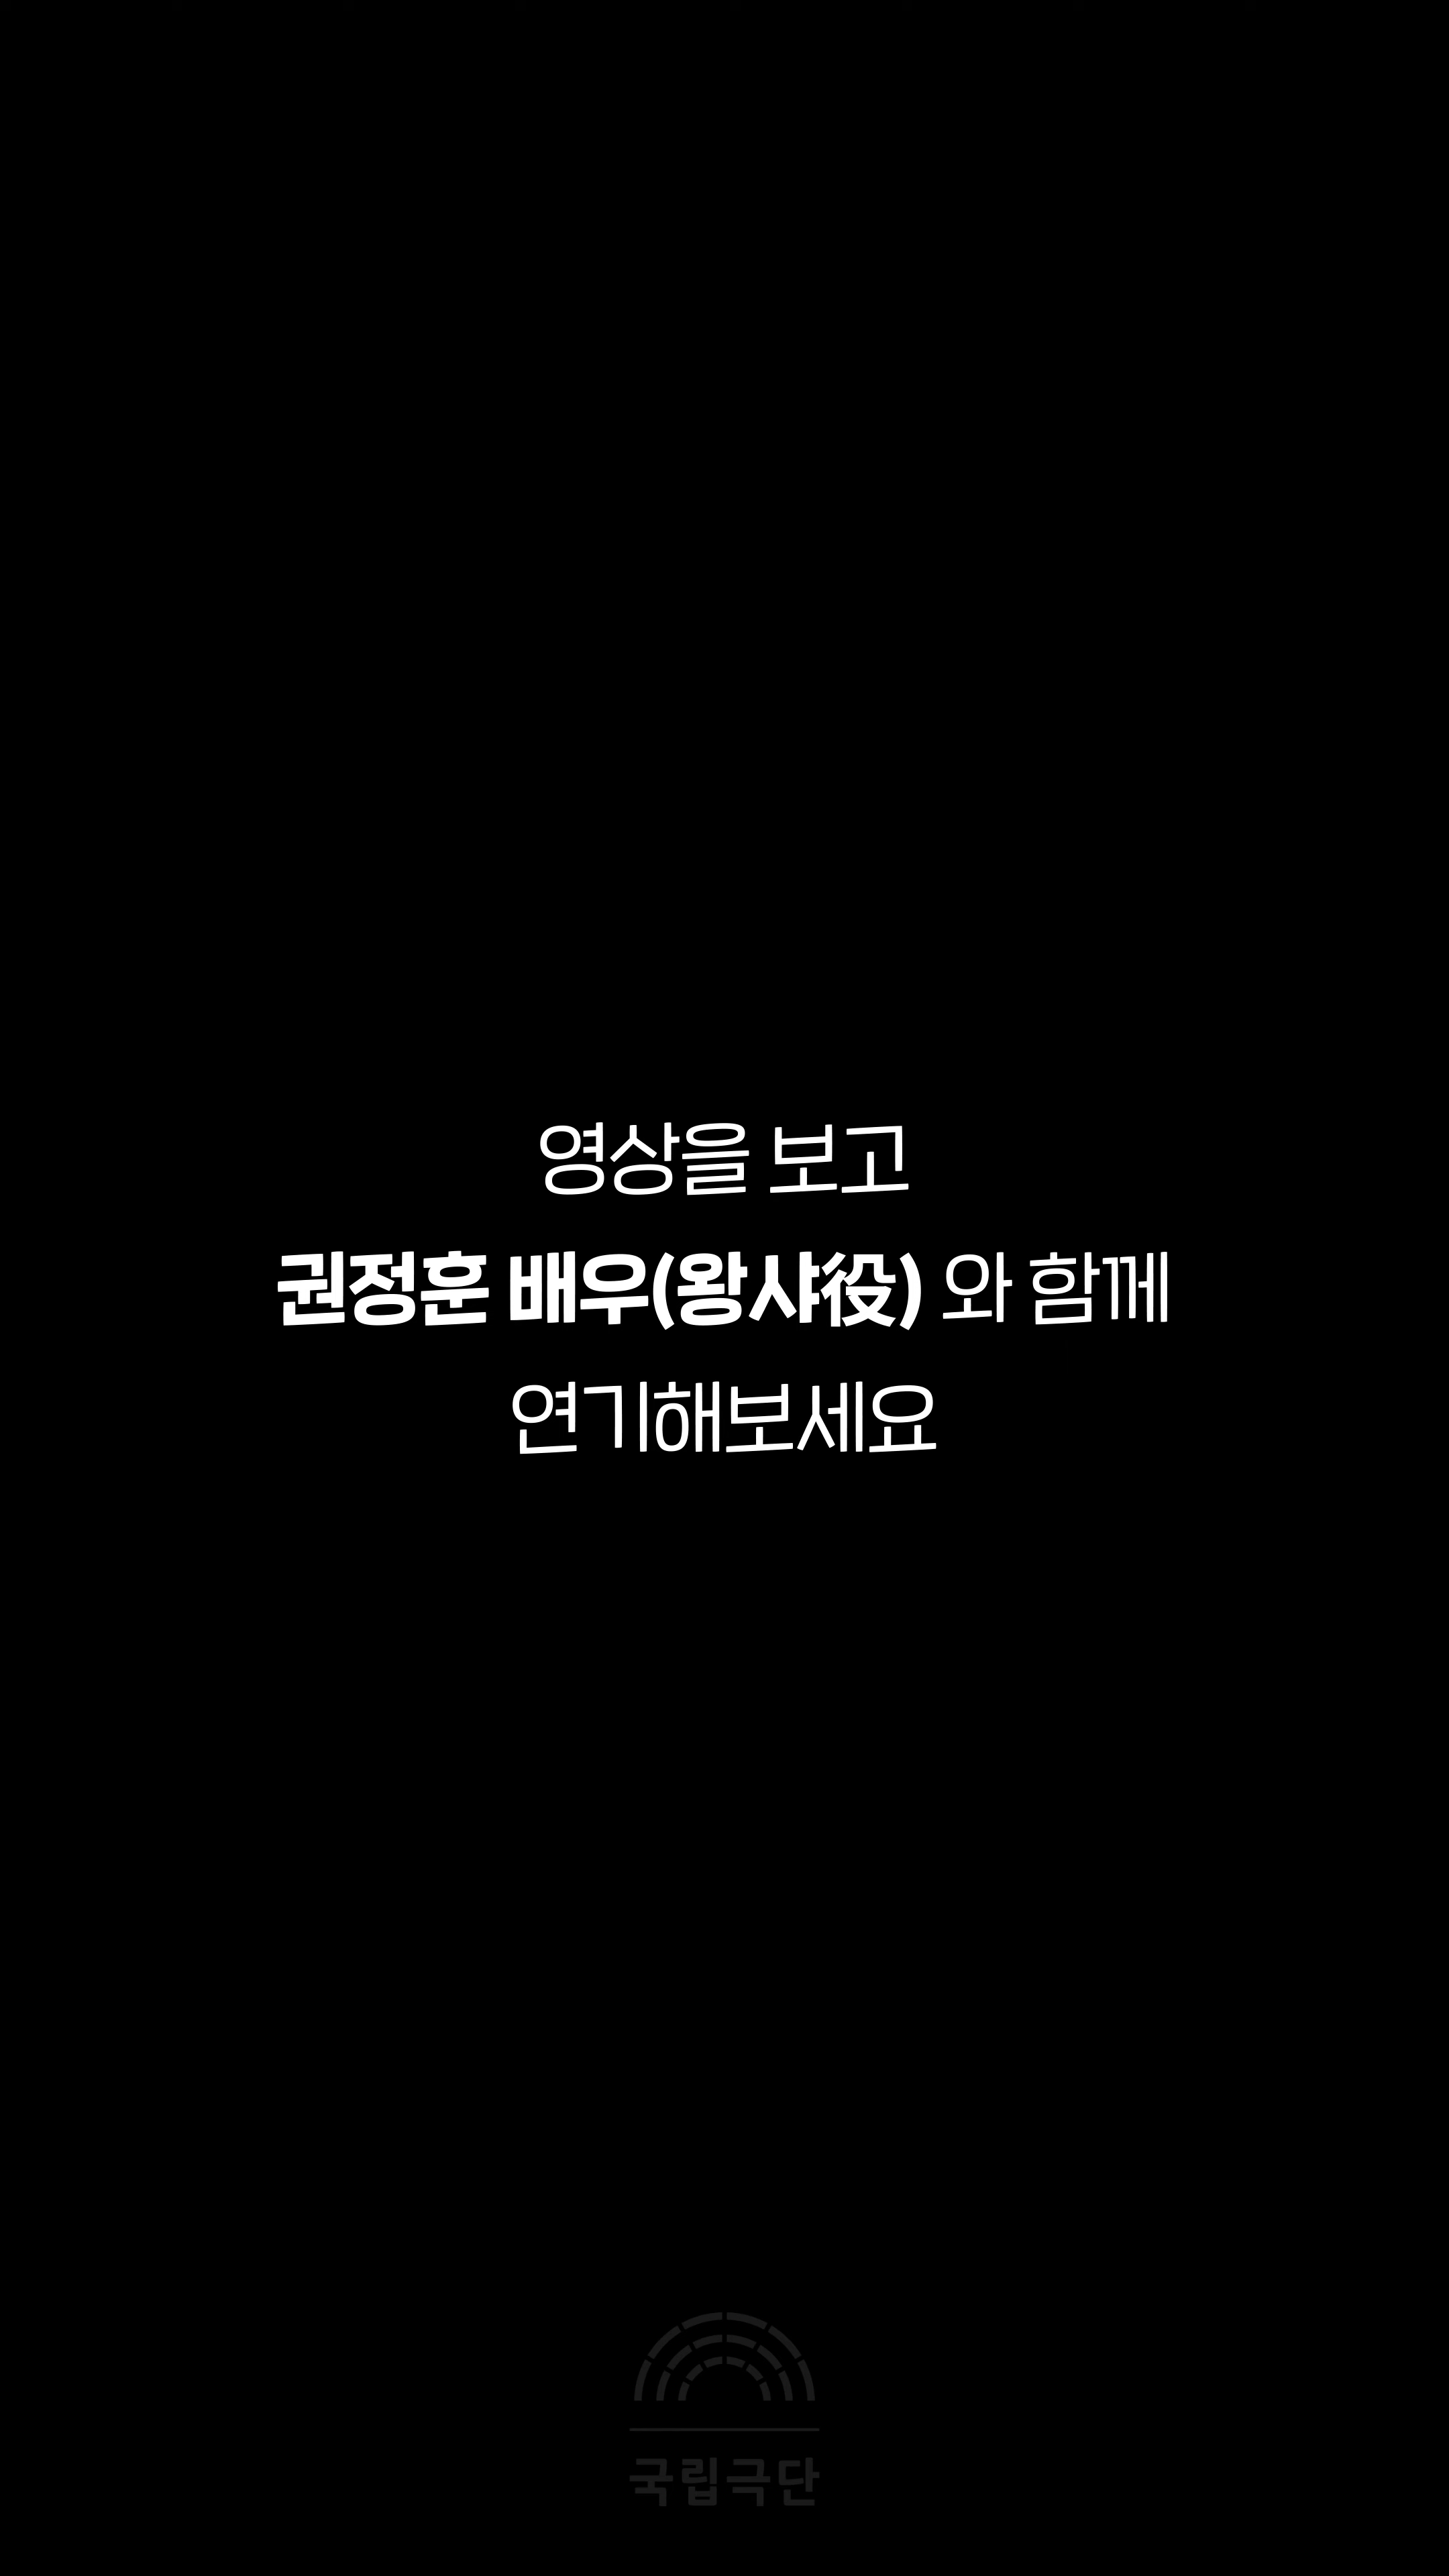 영상을 보고
권정훈 배우(왕샤役) 와 함께
연기해보세요
국립극단